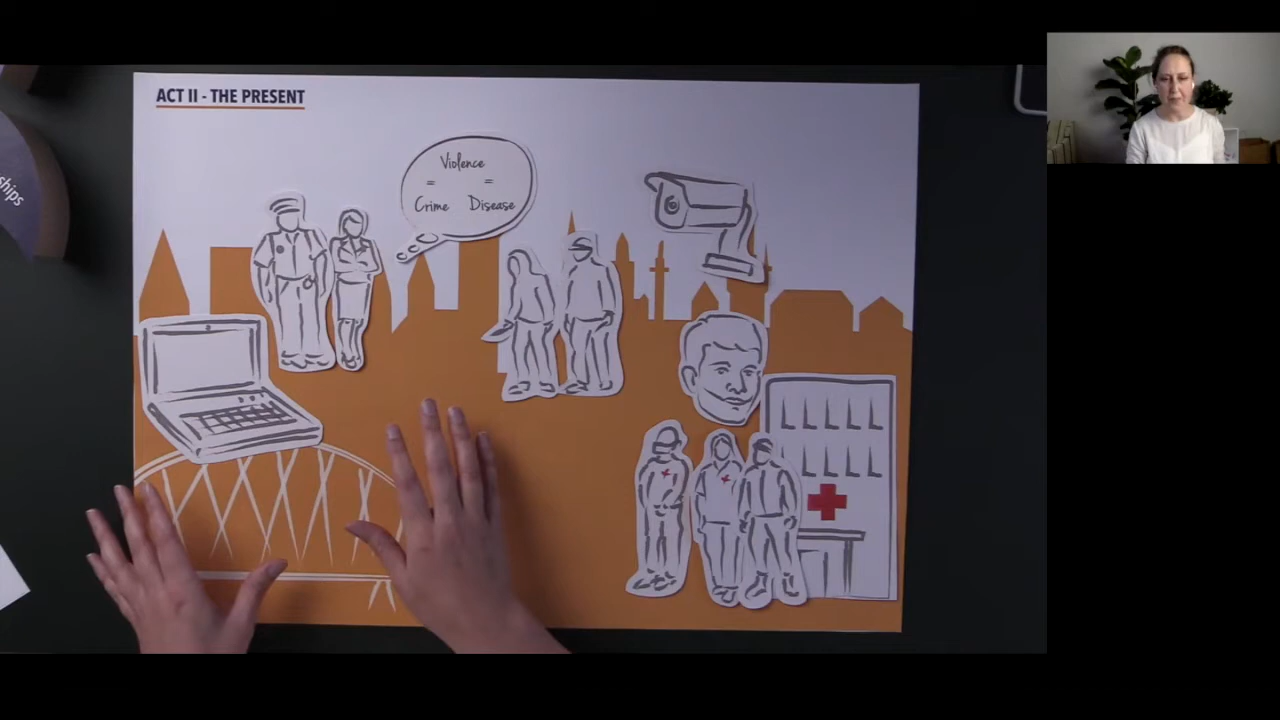 ACT II - THE PRESENT
Violence
= =
Crime Disease
ships